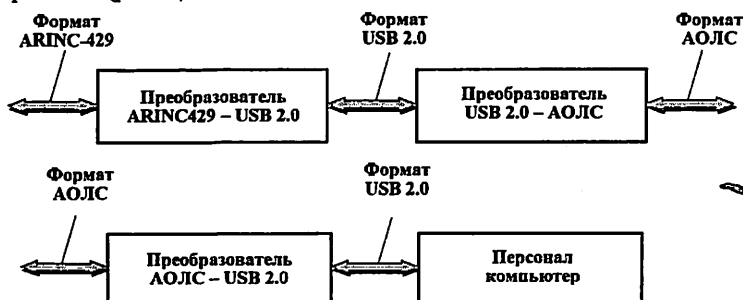 Формат
ARINC-429
Формат
USB 2.0
Формат
АОЛС
Преобразователь
ARINC429 – USB 2.0
Преобразователь
USB 2.0 – АОЛС
Формат
АОЛС
Формат
USB 2.0
Преобразователь
АОЛС – USB 2.0
Персонал
компьютер